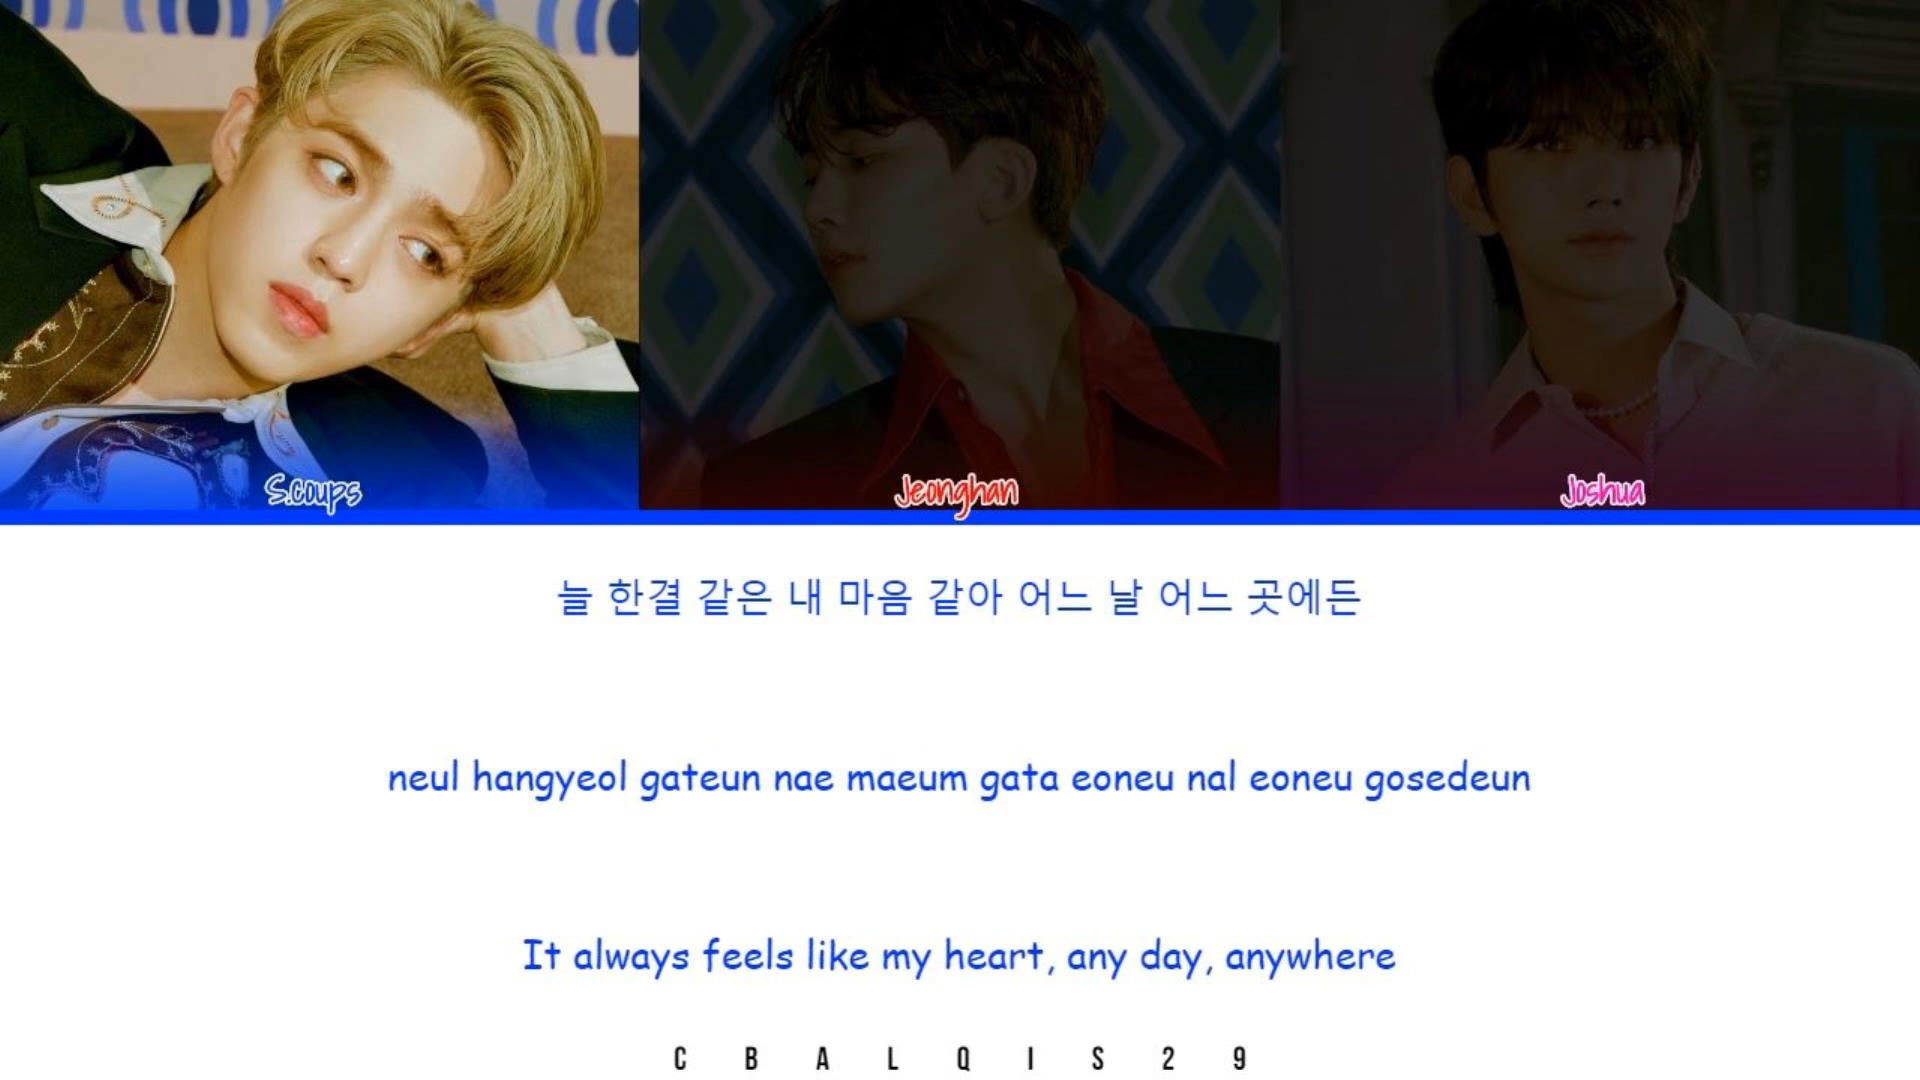 S.coups Jeonghan Joshua
늘 한결 같은 내 마음 같아 어느 날 어느 곳에든
neul hangyeol gateun nae maeum gata eoneu nal eoneu gosedeun
It always feels like my heart, any day, anywhere
CBALQIS29